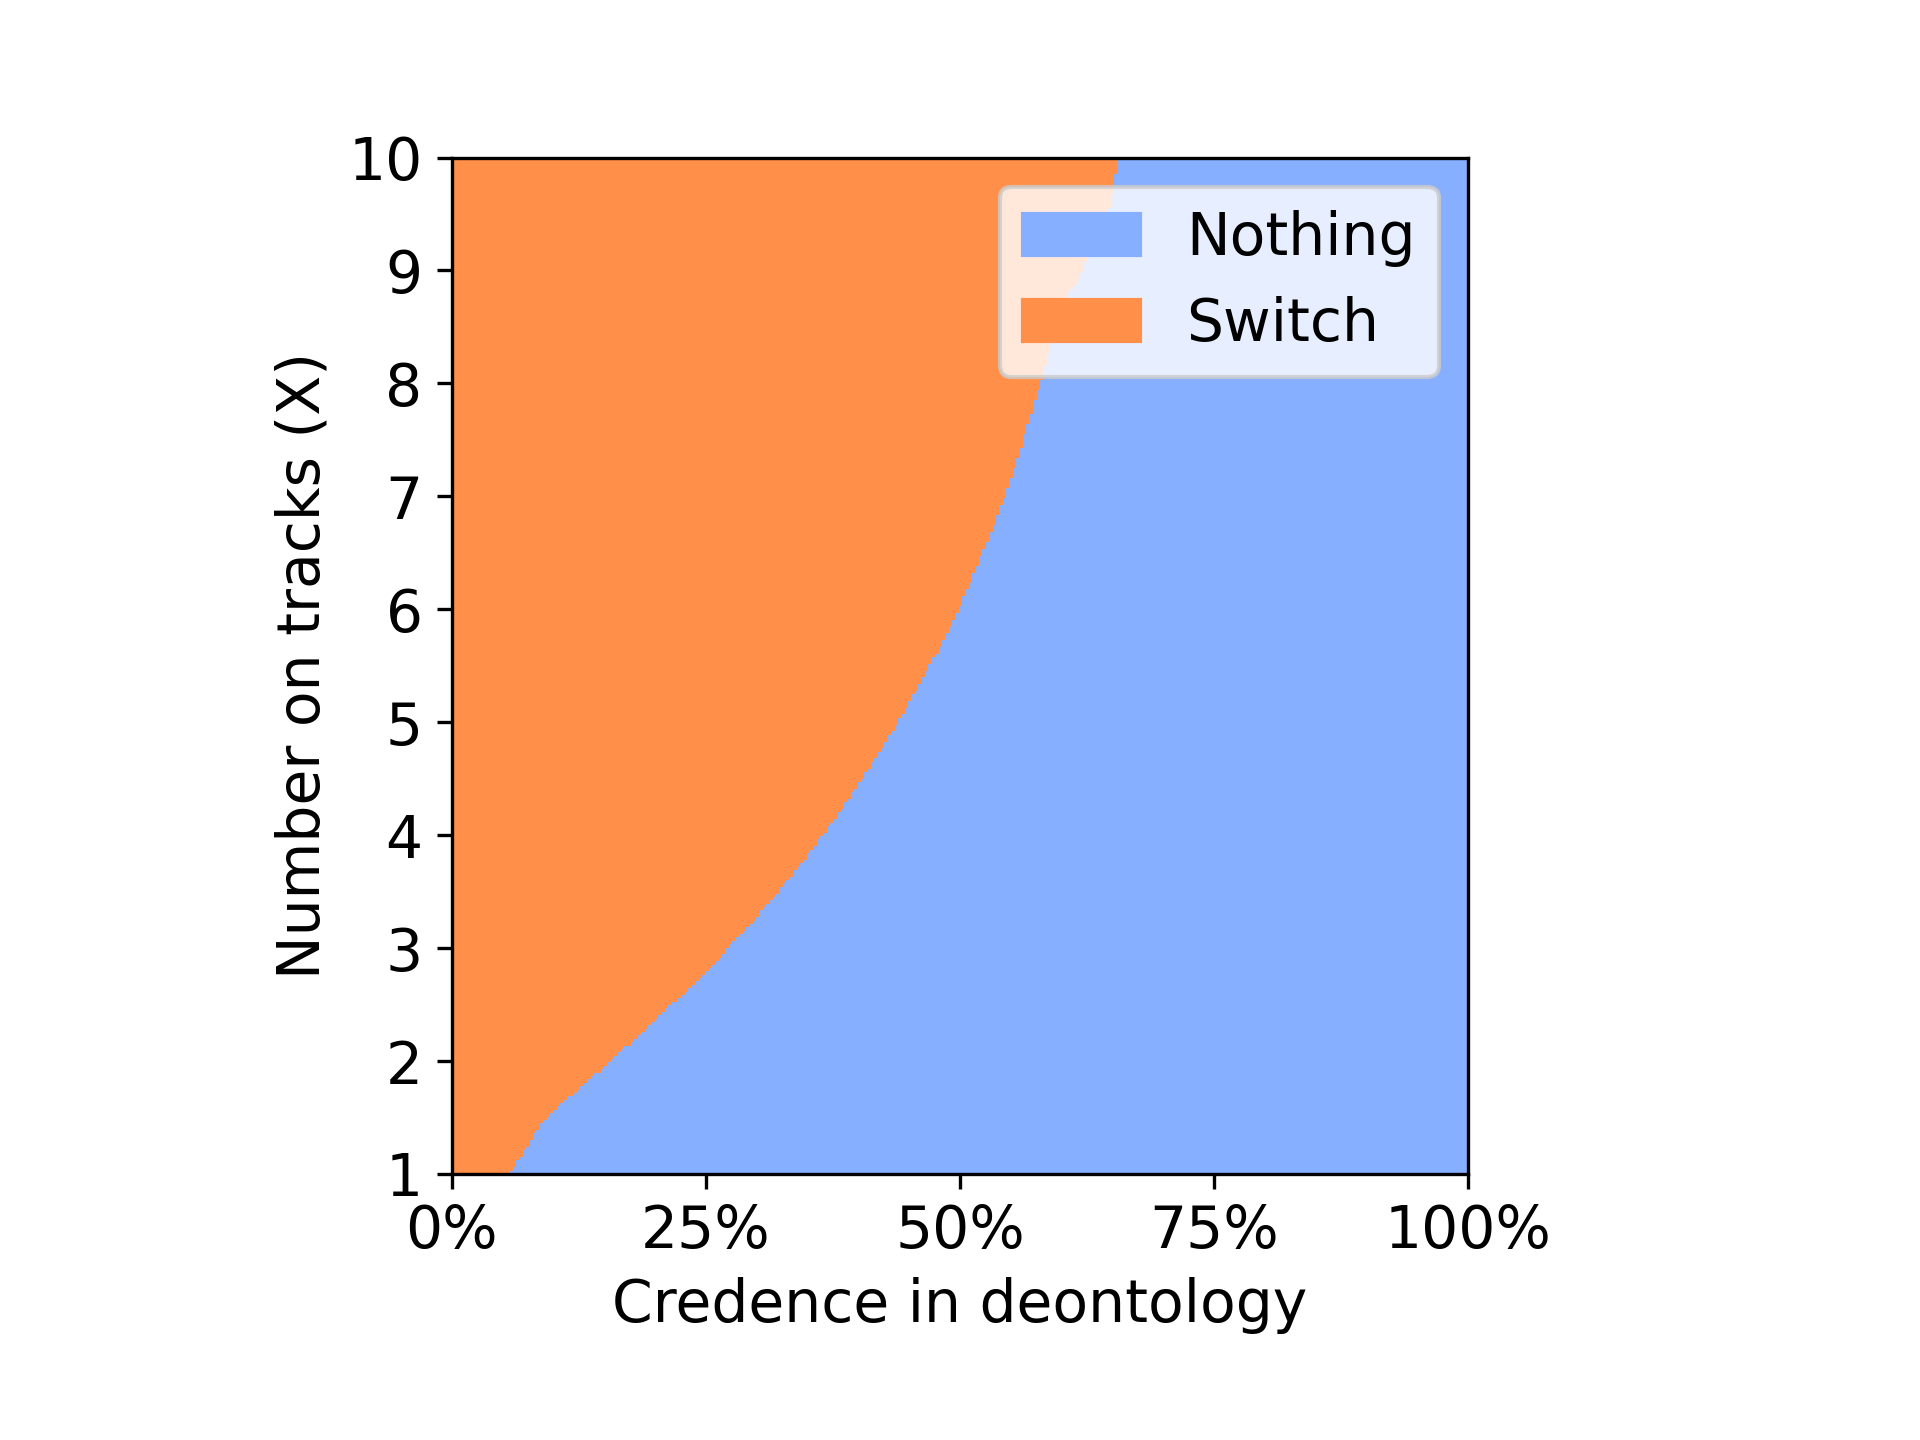 10
9
8
7
6
5
4
3
2
1
Number on tracks (X)
Nothing
Switch
0% 25% 50% 75% 100%
Credence in deontology